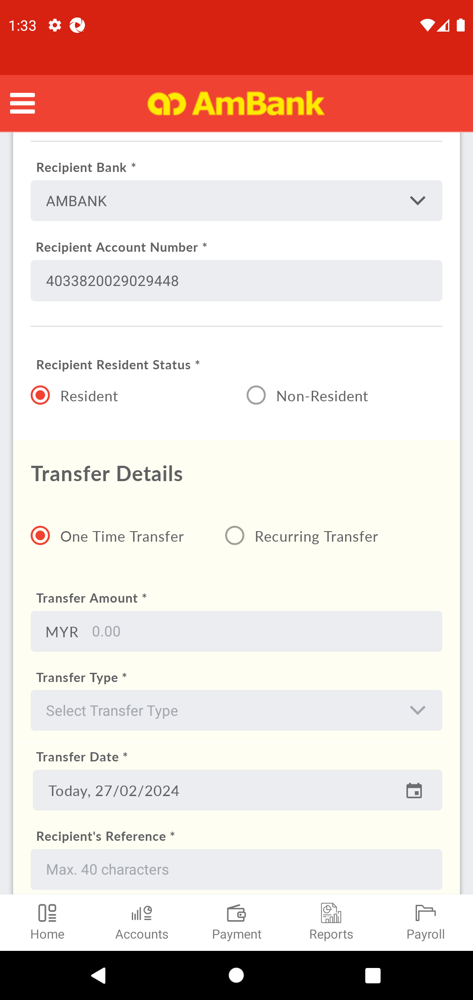 1:33
AmBank
Recipient Bank *
AMBANK
Recipient Account Number *
4033820029029448
Recipient Resident Status *
Resident
Non-Resident
Transfer Details
One Time Transfer
Recurring Transfer
Transfer Amount *
MYR 0.00
Transfer Type *
Select Transfer Type
Transfer Date *
Today, 27/02/2024
Recipient's Reference *
Max. 40 characters
Home
Accounts
Payment
Reports
Payroll